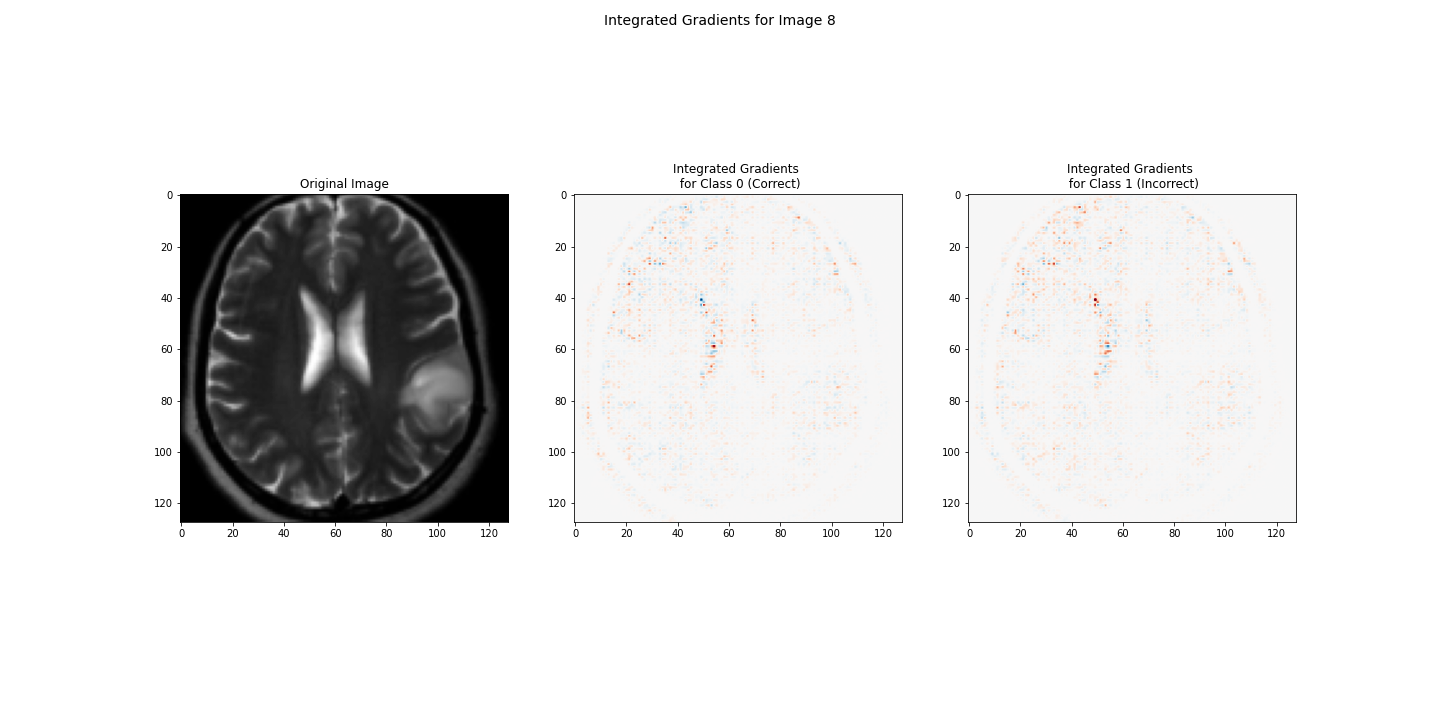 Integrated Gradients for Image 8
Original Image
0
20
40
60
80
100
120
0 20 40 60 80 100 120
Integrated Gradients
for Class 0 (Correct)
0
20
40
60
80
100
120
0 20 40 60 80 100 120
Integrated Gradients
for Class 1 (Incorrect)
0
20
40
60
80
100
120
0 20 40 60 80 100 120